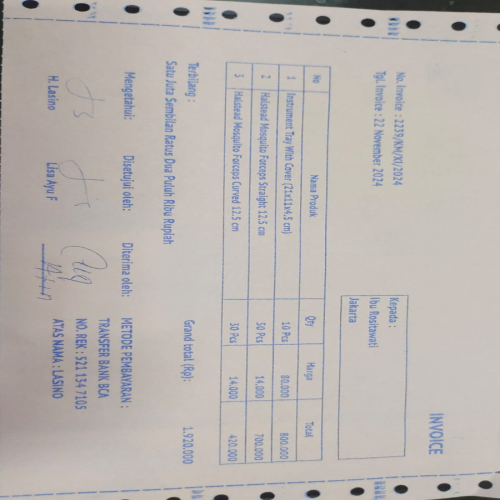 INVOICE
No.Invoice : 2239/KM/XI/2024
Tgl. Invoice : 22 November 2024
Kepada :
Ibu Rositawati
Jakarta
No Nama Produk Qty Harga Total
1 Instrument Tray With Cover (21x11x4,5 cm) 10 Pcs 80.000 800.000
2 Halstead Mosquito Forceps Straight 12.5 cm 50 Pcs 14.000 700.000
3 Halstead Mosquito Forceps Curved 12.5 cm 30 Pcs 14.000 420.000
Grand total (Rp): 1.920.000
Terbilang :
Satu Juta Sembilan Ratus Dua Puluh Ribu Rupiah
Mengetahui: Disetujui oleh: Diterima oleh:
H. Lasino Lisa Ayu F
METODE PEMBAYARAN :
TRANSFER BANK BCA
NO. REK : 521 134 7105
ATAS NAMA : LASINO